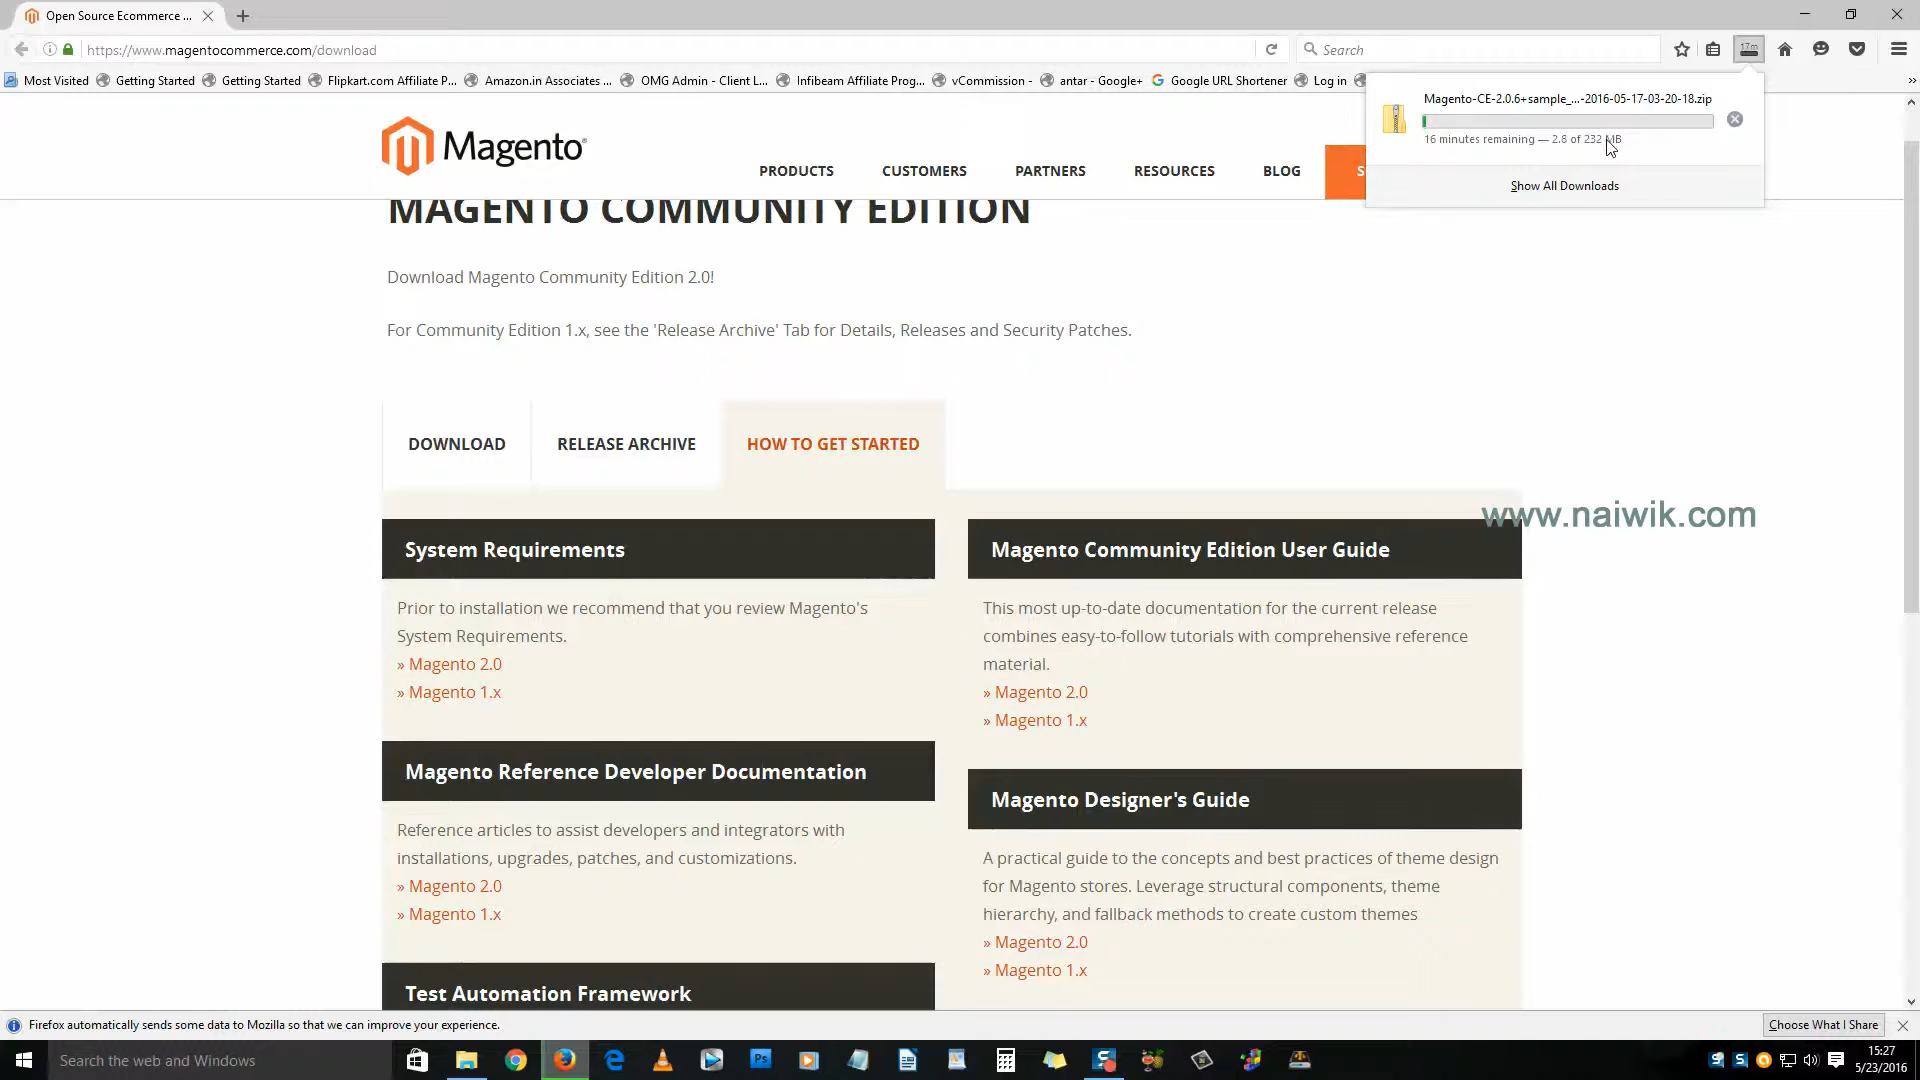 Open Source Ecommerce ...
https://www.magentocommerce.com/download
Search
17m
Most Visited Getting Started Getting Started Flipkart.com Affiliate P... Amazon.in Associates ... OMG Admin - Client L... Infibeam Affiliate Prog... vCommission - antar - Google+ Google URL Shortener Log in
Magento-CE-2.0.6+sample_...-2016-05-17-03-20-18.zip
16 minutes remaining — 2.8 of 232 MB
Show All Downloads
Magento®
PRODUCTS CUSTOMERS PARTNERS RESOURCES BLOG
MAGENTO COMMUNITY EDITION
Download Magento Community Edition 2.0!
For Community Edition 1.x, see the 'Release Archive' Tab for Details, Releases and Security Patches.
DOWNLOAD RELEASE ARCHIVE HOW TO GET STARTED
www.naiwik.com
System Requirements
Prior to installation we recommend that you review Magento's
System Requirements.
» Magento 2.0
» Magento 1.x
Magento Community Edition User Guide
This most up-to-date documentation for the current release
combines easy-to-follow tutorials with comprehensive reference
material.
» Magento 2.0
» Magento 1.x
Magento Reference Developer Documentation
Reference articles to assist developers and integrators with
installations, upgrades, patches, and customizations.
» Magento 2.0
» Magento 1.x
Magento Designer's Guide
A practical guide to the concepts and best practices of theme design
for Magento stores. Leverage structural components, theme
hierarchy, and fallback methods to create custom themes
» Magento 2.0
» Magento 1.x
Test Automation Framework
Firefox automatically sends some data to Mozilla so that we can improve your experience.
Choose What I Share
Search the web and Windows
15:27
5/23/2016